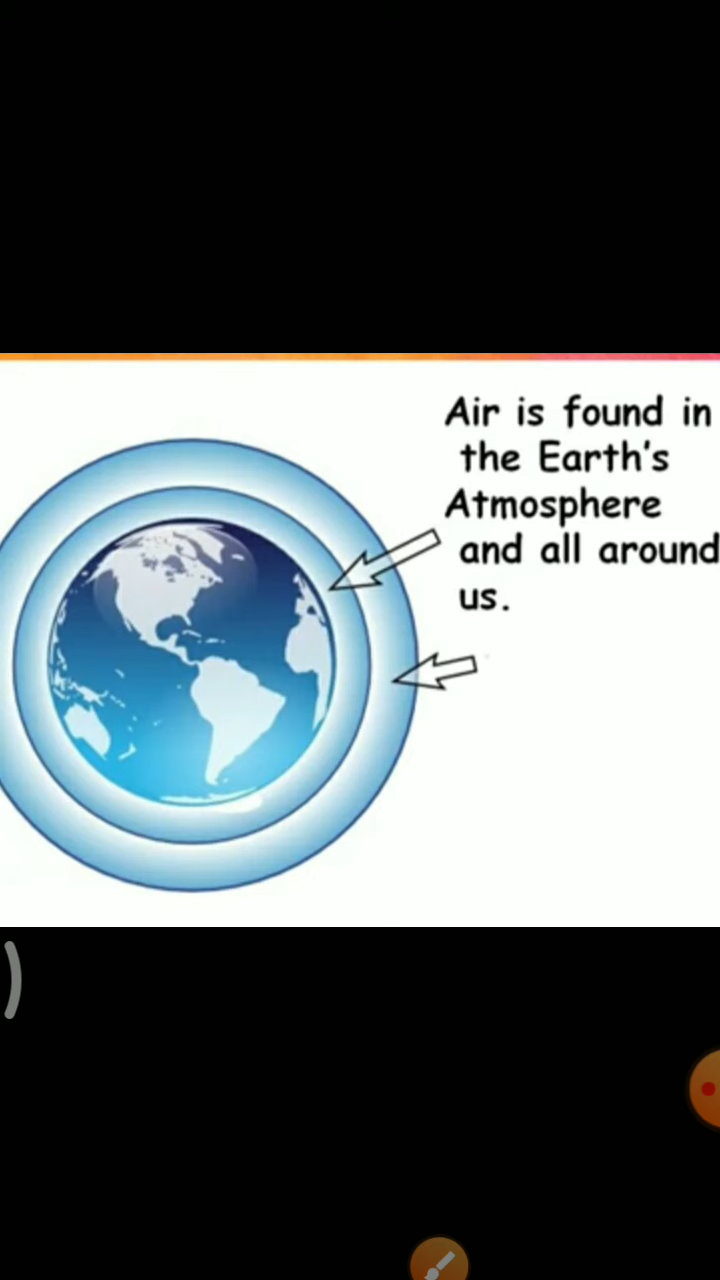 Air is found in
the Earth's
Atmosphere
and all around
us.